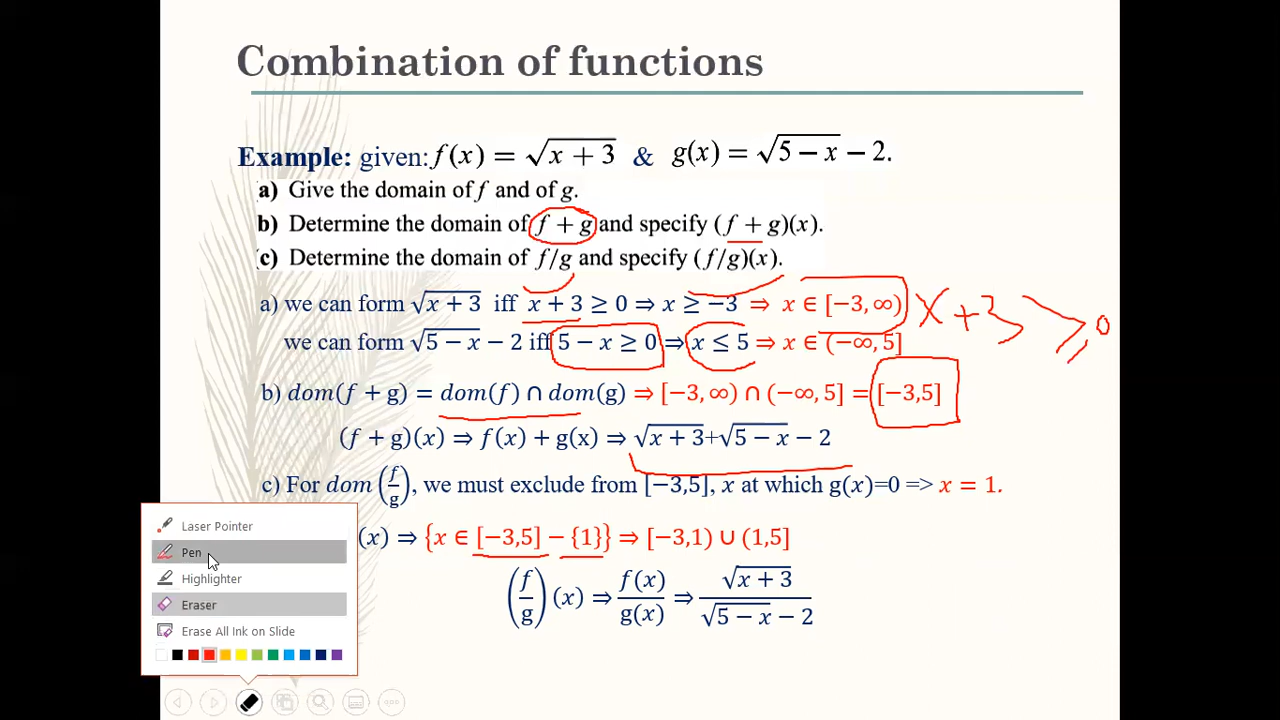 Combination of functions
Example: given: f(x) = √(x + 3) & g(x) = √(5 − x) − 2.
a) Give the domain of f and of g.
b) Determine the domain of f + g and specify (f + g)(x).
(c) Determine the domain of f/g and specify (f/g)(x).
a) we can form √(x + 3) iff x + 3 ≥ 0 ⇒ x ≥ −3 ⇒ x ∈ [−3, ∞)
x + 3 ≥ 0
we can form √(5 − x) − 2 iff 5 − x ≥ 0 ⇒ x ≤ 5 ⇒ x ∈ (−∞, 5]
b) dom(f + g) = dom(f) ∩ dom(g) ⇒ [−3, ∞) ∩ (−∞, 5] = [−3,5]
(f + g)(x) ⇒ f(x) + g(x) ⇒ √(x + 3)+√(5 − x) − 2
c) For dom (f/g), we must exclude from [−3,5], x at which g(x)=0 => x = 1.
(x) ⇒ {x ∈ [−3,5] − {1}} ⇒ [−3,1) ∪ (1,5]
(f/g)(x) ⇒ f(x)/g(x) ⇒ √(x + 3)/(√(5 − x) − 2)
Laser Pointer
Pen
Highlighter
Eraser
Erase All Ink on Slide